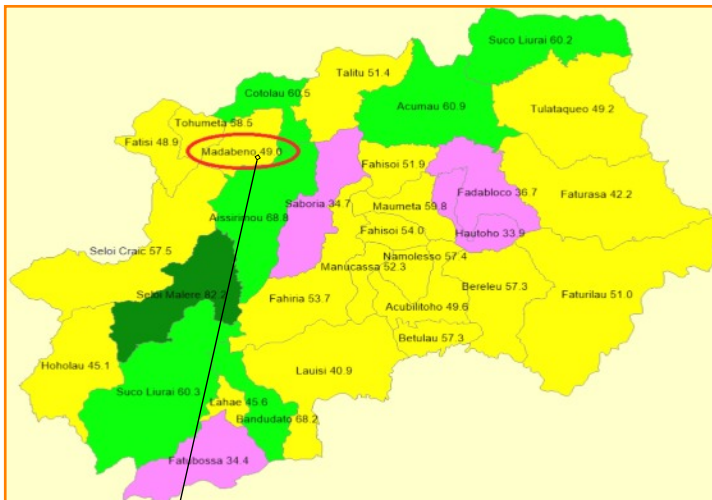 Suco Liurai 60.2
Talitu 51.4
Cotolau 60.5
Acumau 60.9
Tulataqueo 49.2
Tohumeta 58.5
Fatisi 48.9
Madabeno 49.0
Fahisoi 51.9
Fadabloco 36.7
Faturasa 42.2
Saboria 34.7
Maumeta 59.8
Aissirimou 68.8
Fahisoi 54.0
Hautoho 33.9
Seloi Craic 57.5
Namolesso 57.4
Manucassa 52.3
Bereleu 57.3
Seloi Malere 82.2
Fahiria 53.7
Acubilitoho 49.6
Faturilau 51.0
Betulau 57.3
Hoholau 45.1
Lauisi 40.9
Suco Liurai 60.3
Lahae 45.6
Bandudato 68.2
Fatubossa 34.4